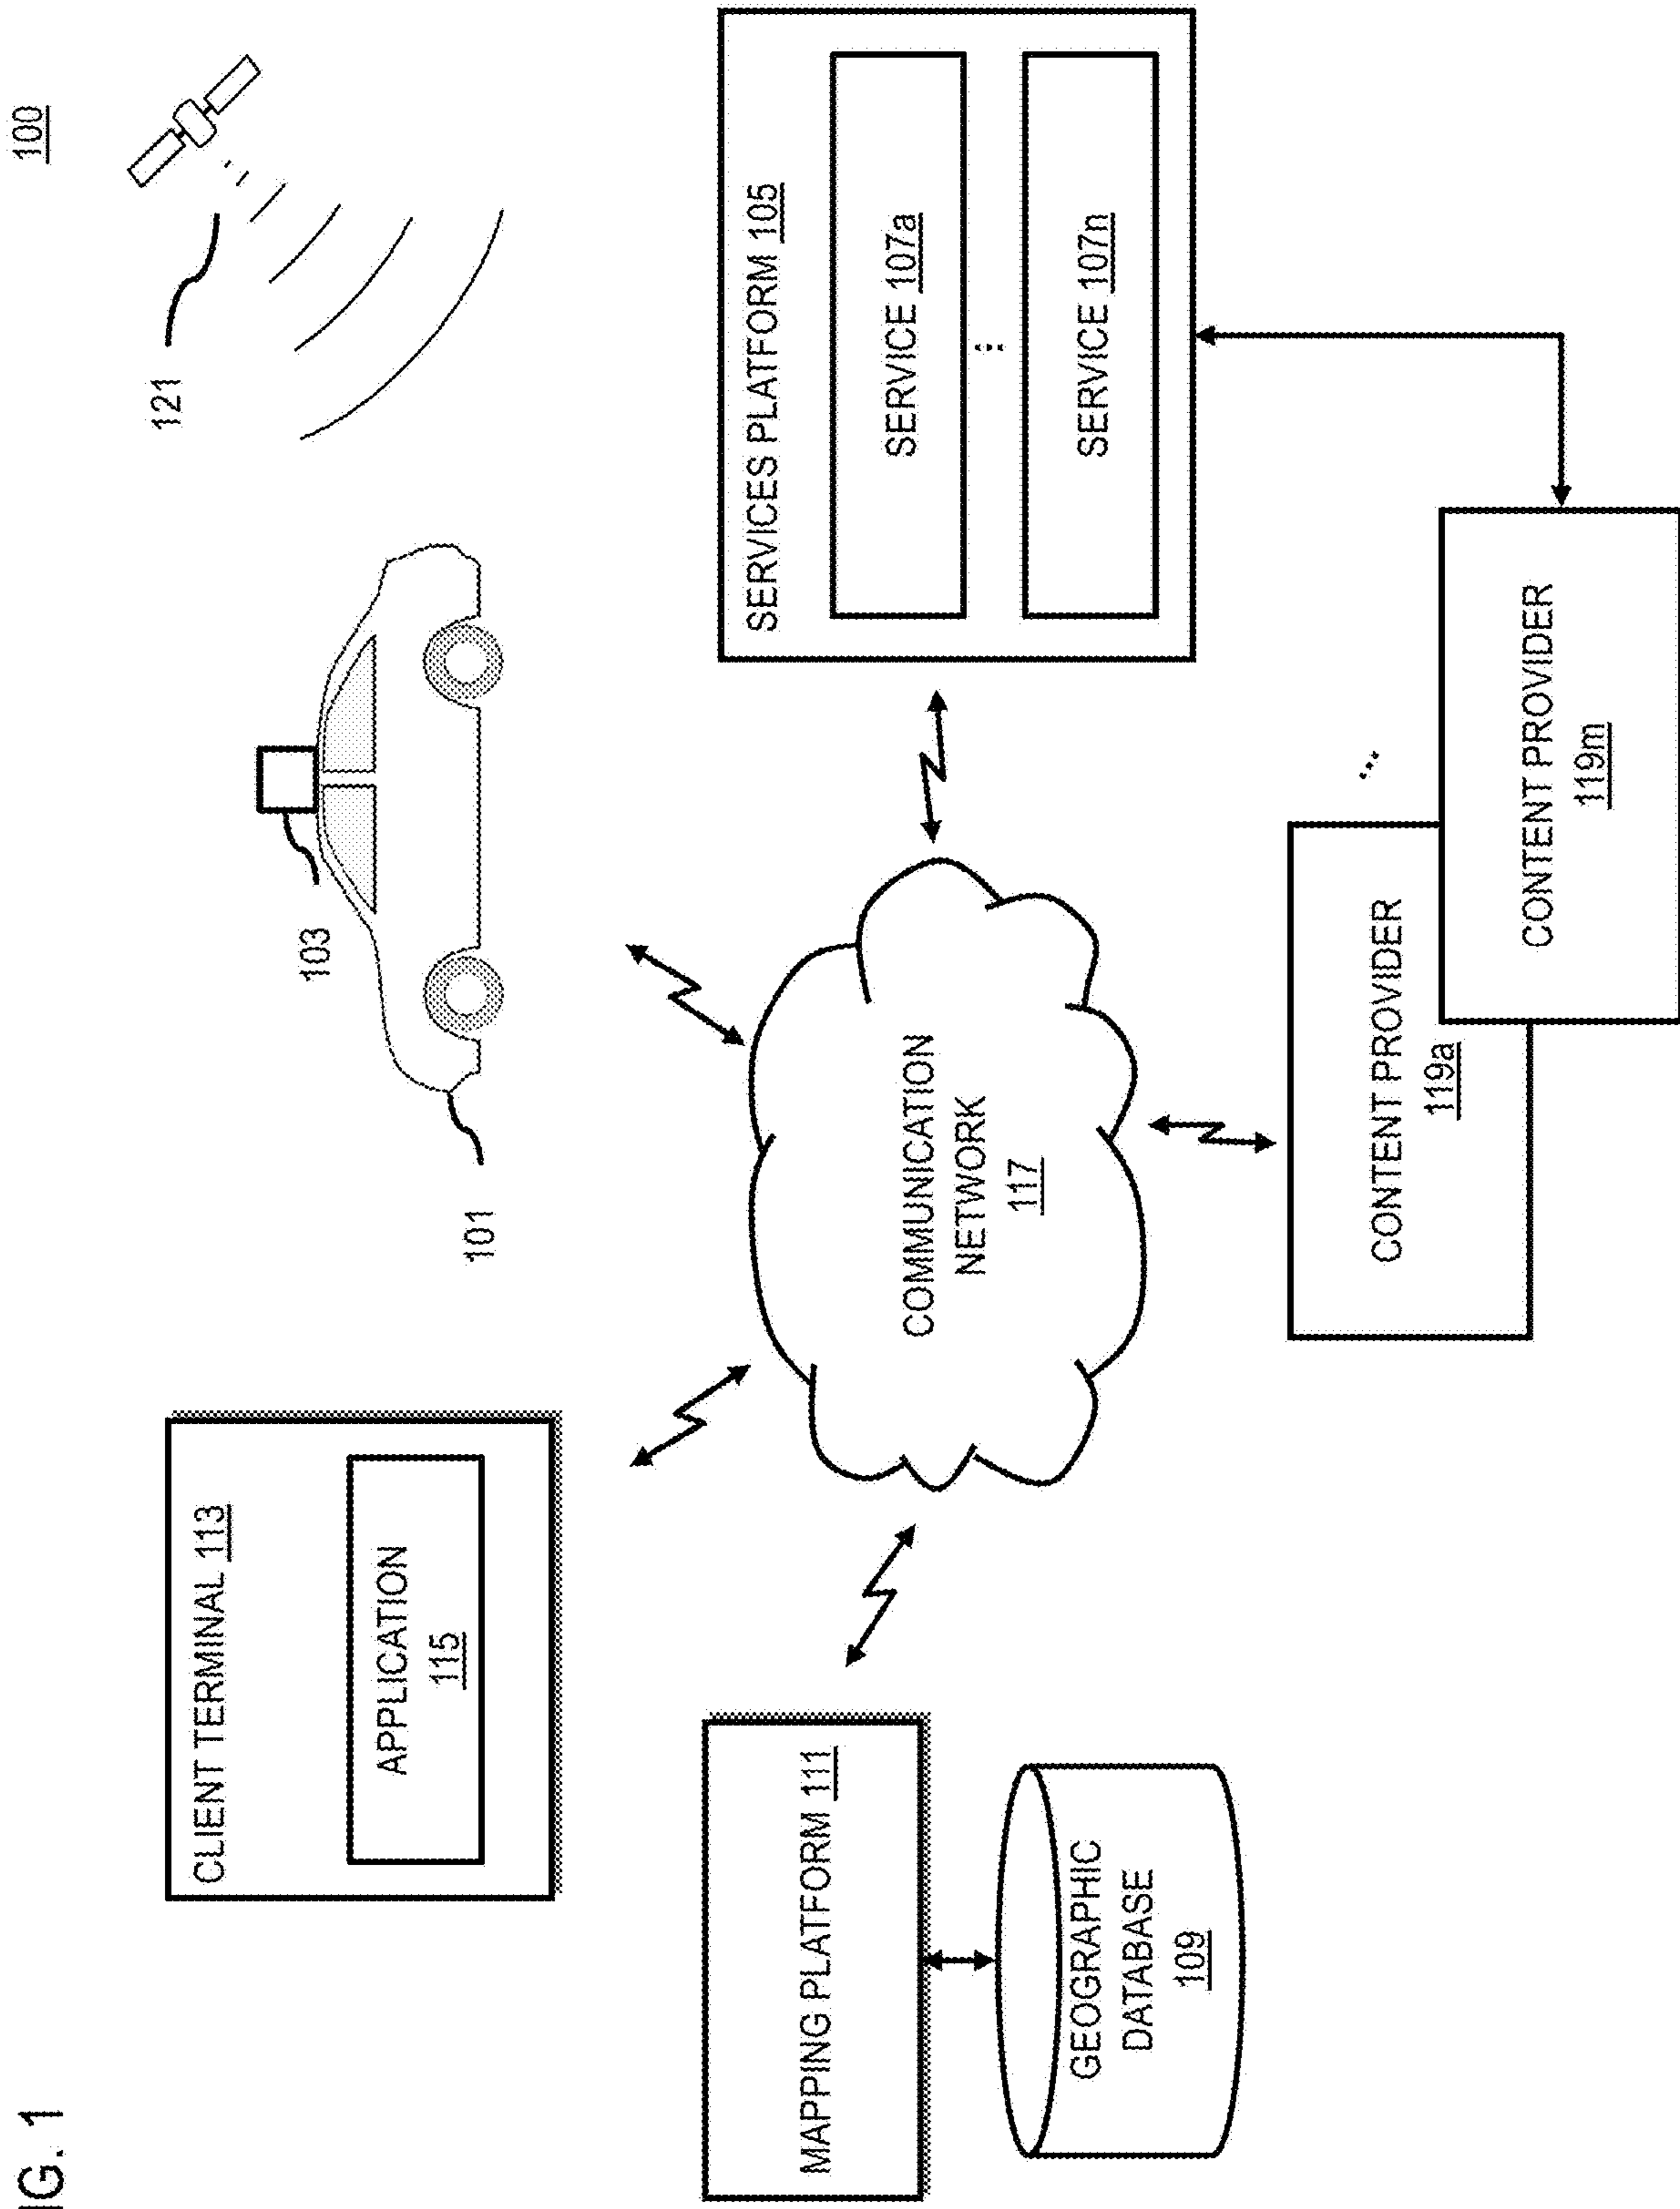 IG. 1
100
121
103
101
CLIENT TERMINAL 113
APPLICATION
115
SERVICES PLATFORM 105
SERVICE 107a
SERVICE 107n
MAPPING PLATFORM 111
COMMUNICATION
NETWORK
117
GEOGRAPHIC
DATABASE
109
CONTENT PROVIDER
119a
CONTENT PROVIDER
119m